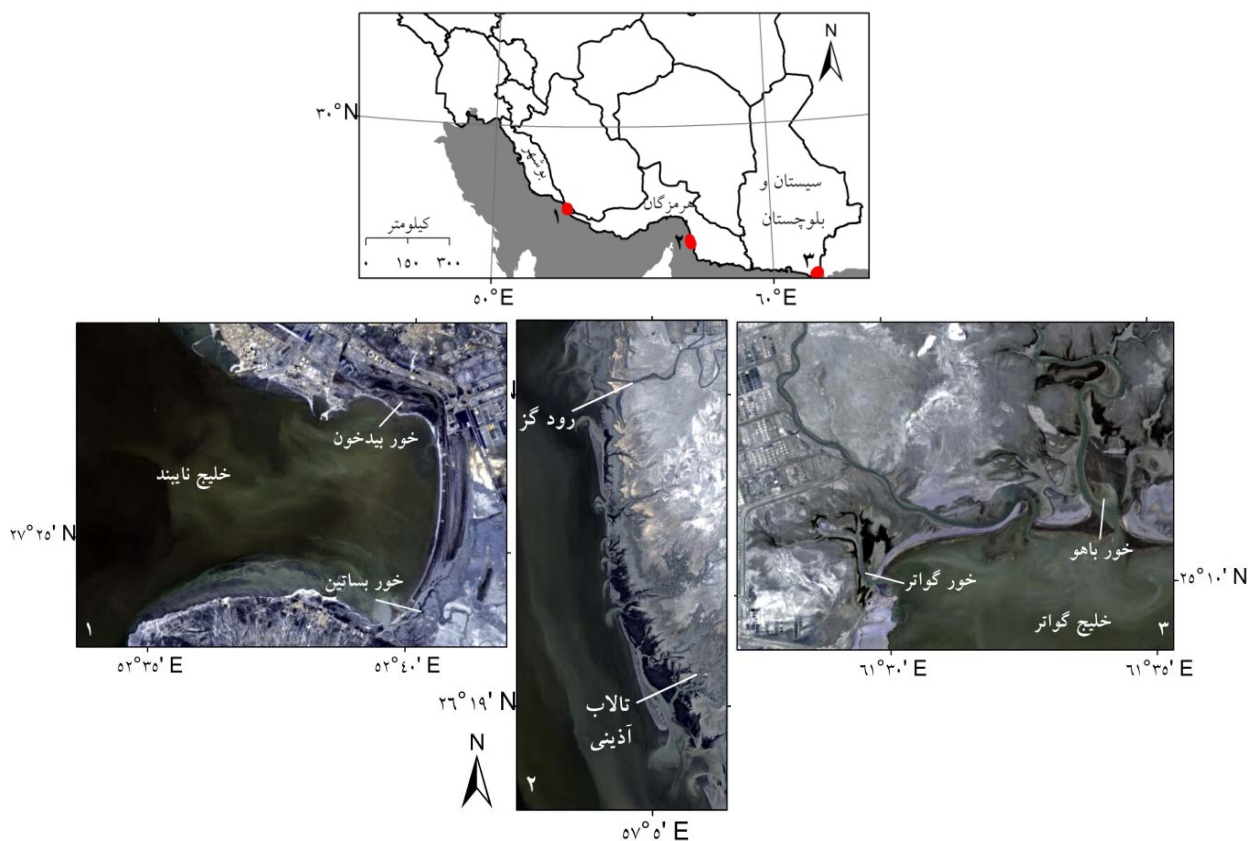 N
۳۰°N
بوشهر
سیستان و
بلوچستان
هرمزگان
۱
۲
۳
کیلومتر
۰ ۱۵۰ ۳۰۰
۵۰°E
۶۰°E
خور بیدخون
خلیج نایبند
۲۷°۲۵' N
خور بساتین
۱
۵۲°۳۵' E
۵۲°۴۰' E
رود گز
تالاب
آذینی
۲۶°۱۹' N
N
۲
۵۷°۵' E
خور باهو
خور گواتر
۲۵°۱۰' N
خلیج گواتر
۳
۶۱°۳۰' E
۶۱°۳۵' E